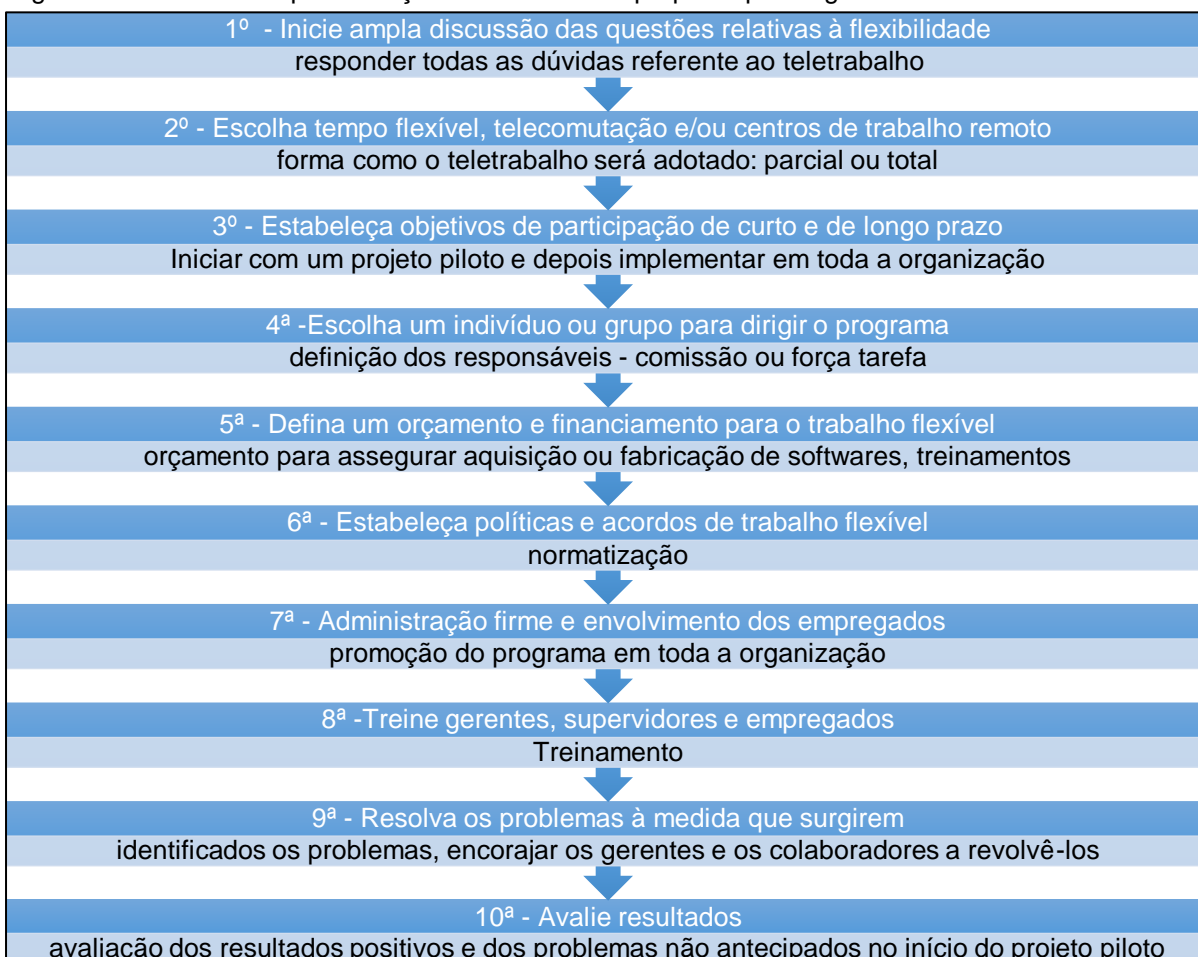 1º - Inicie ampla discussão das questões relativas à flexibilidade
responder todas as dúvidas referente ao teletrabalho
2º - Escolha tempo flexível, telecomutação e/ou centros de trabalho remoto
forma como o teletrabalho será adotado: parcial ou total
3º - Estabeleça objetivos de participação de curto e de longo prazo
Iniciar com um projeto piloto e depois implementar em toda a organização
4ª -Escolha um indivíduo ou grupo para dirigir o programa
definição dos responsáveis - comissão ou força tarefa
5ª - Defina um orçamento e financiamento para o trabalho flexível
orçamento para assegurar aquisição ou fabricação de softwares, treinamentos
6ª - Estabeleça políticas e acordos de trabalho flexível
normatização
7ª - Administração firme e envolvimento dos empregados
promoção do programa em toda a organização
8ª -Treine gerentes, supervidores e empregados
Treinamento
9ª - Resolva os problemas à medida que surgirem
identificados os problemas, encorajar os gerentes e os colaboradores a revolvê-los
10ª - Avalie resultados
avaliação dos resultados positivos e dos problemas não antecipados no início do projeto piloto